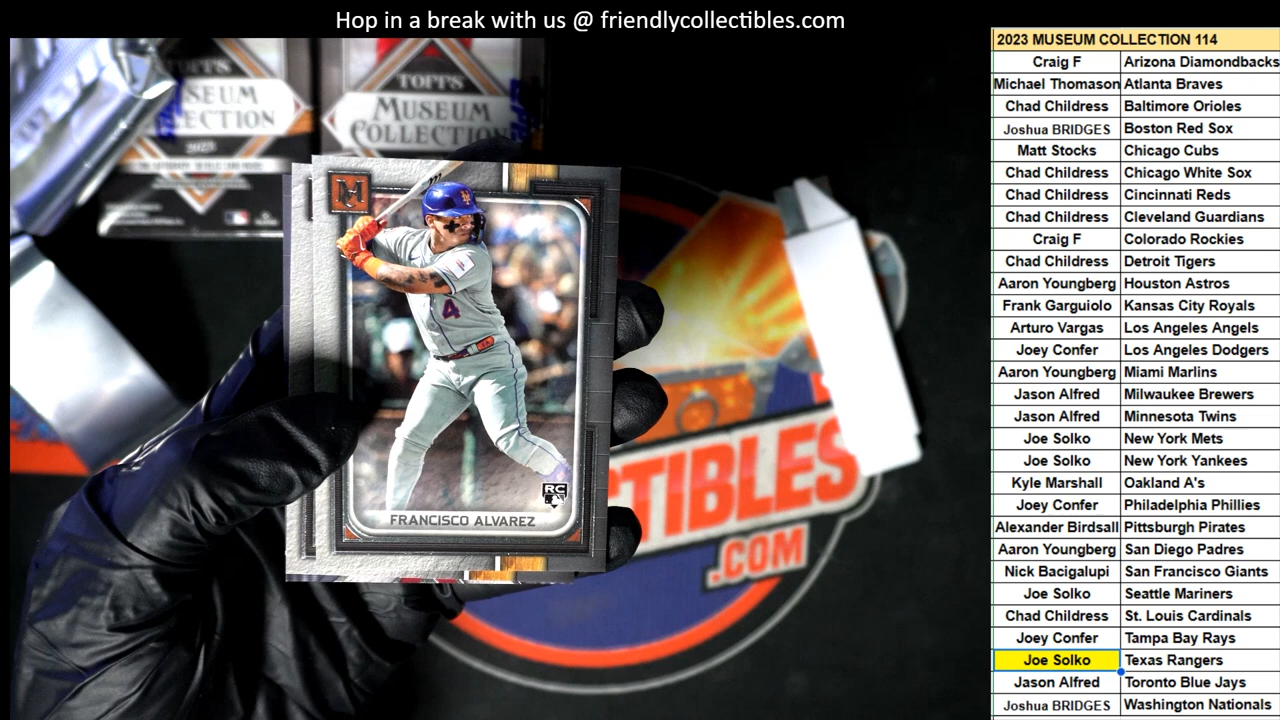 Hop in a break with us @ friendlycollectibles.com
TOPPS
MUSEUM
COLLECTION
2023
TOPPS
MUSEUM
COLLECTION
M
4
RC
FRANCISCO ALVAREZ
CTIBLES
.COM
2023 MUSEUM COLLECTION 114
Craig F Arizona Diamondbacks
Michael Thomason Atlanta Braves
Chad Childress Baltimore Orioles
Joshua BRIDGES Boston Red Sox
Matt Stocks Chicago Cubs
Chad Childress Chicago White Sox
Chad Childress Cincinnati Reds
Chad Childress Cleveland Guardians
Craig F Colorado Rockies
Chad Childress Detroit Tigers
Aaron Youngberg Houston Astros
Frank Garguiolo Kansas City Royals
Arturo Vargas Los Angeles Angels
Joey Confer Los Angeles Dodgers
Aaron Youngberg Miami Marlins
Jason Alfred Milwaukee Brewers
Jason Alfred Minnesota Twins
Joe Solko New York Mets
Joe Solko New York Yankees
Kyle Marshall Oakland A's
Joey Confer Philadelphia Phillies
Alexander Birdsall Pittsburgh Pirates
Aaron Youngberg San Diego Padres
Nick Bacigalupi San Francisco Giants
Joe Solko Seattle Mariners
Chad Childress St. Louis Cardinals
Joey Confer Tampa Bay Rays
Joe Solko Texas Rangers
Jason Alfred Toronto Blue Jays
Joshua BRIDGES Washington Nationals